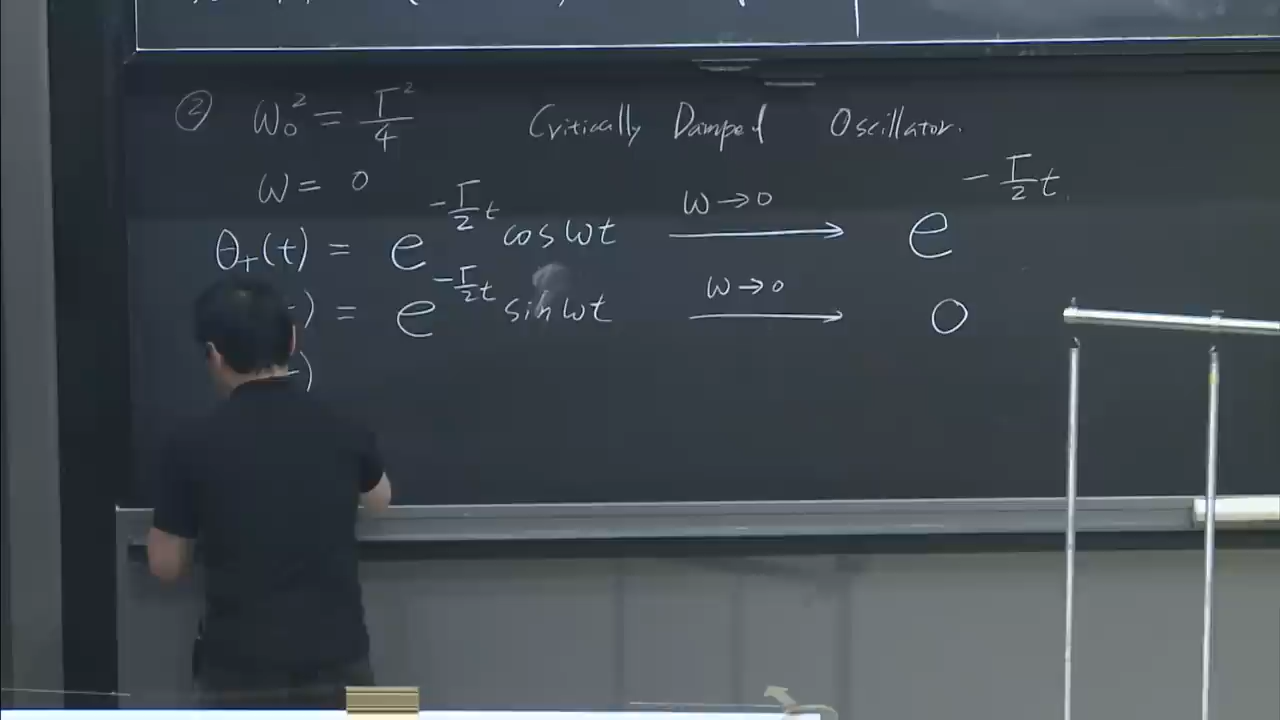 ② ω₀² = Γ²/4 Critically Damped Oscillator.
ω = 0
θ₊(t) = e^{-Γ/2 t} cos ωt ω→0 ⟶ e^{-Γ/2 t}
) = e^{-Γ/2 t} sin ωt ω→0 ⟶ 0
)